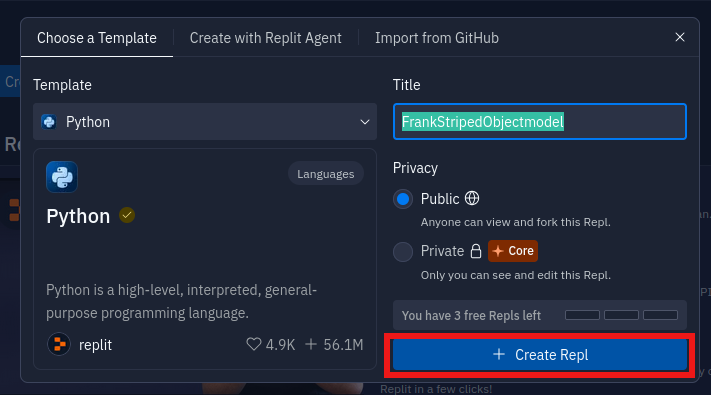 Choose a Template
Create with Replit Agent
Import from GitHub
Template
Python
Languages
Python
Python is a high-level, interpreted, general-
purpose programming language.
replit
4.9K
56.1M
Title
FrankStripedObjectmodel
Privacy
Public
Anyone can view and fork this Repl.
Private
Core
Only you can see and edit this Repl.
You have 3 free Repls left
Create Repl
Replit in a few clicks!